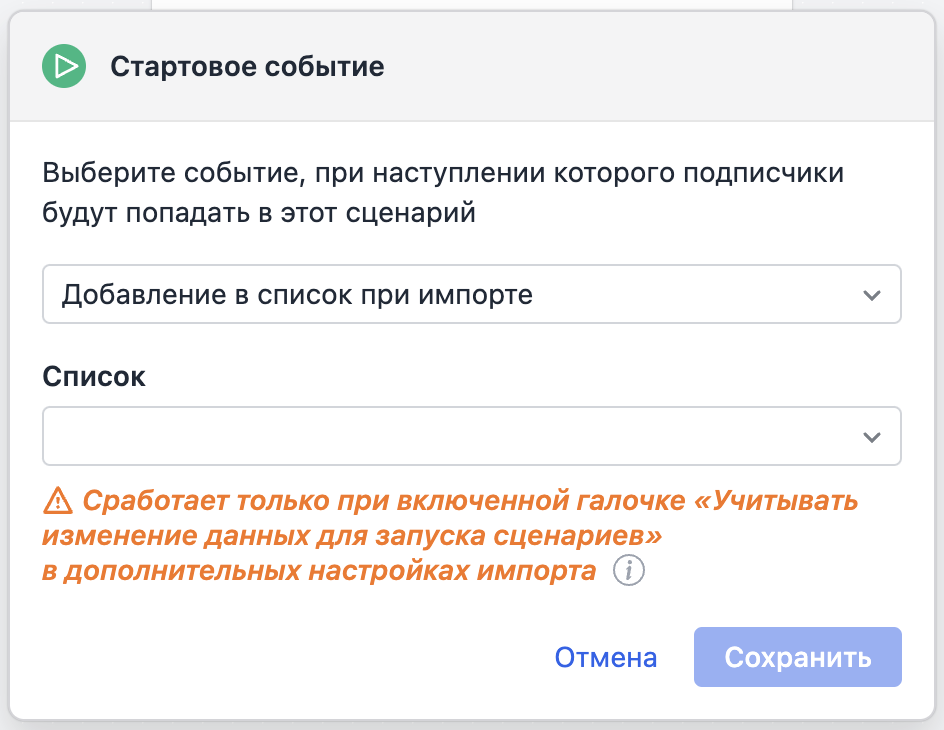 Стартовое событие
Выберите событие, при наступлении которого подписчики
будут попадать в этот сценарий
Добавление в список при импорте
Список
Сработает только при включенной галочке «Учитывать
изменение данных для запуска сценариев»
в дополнительных настройках импорта
Отмена
Сохранить